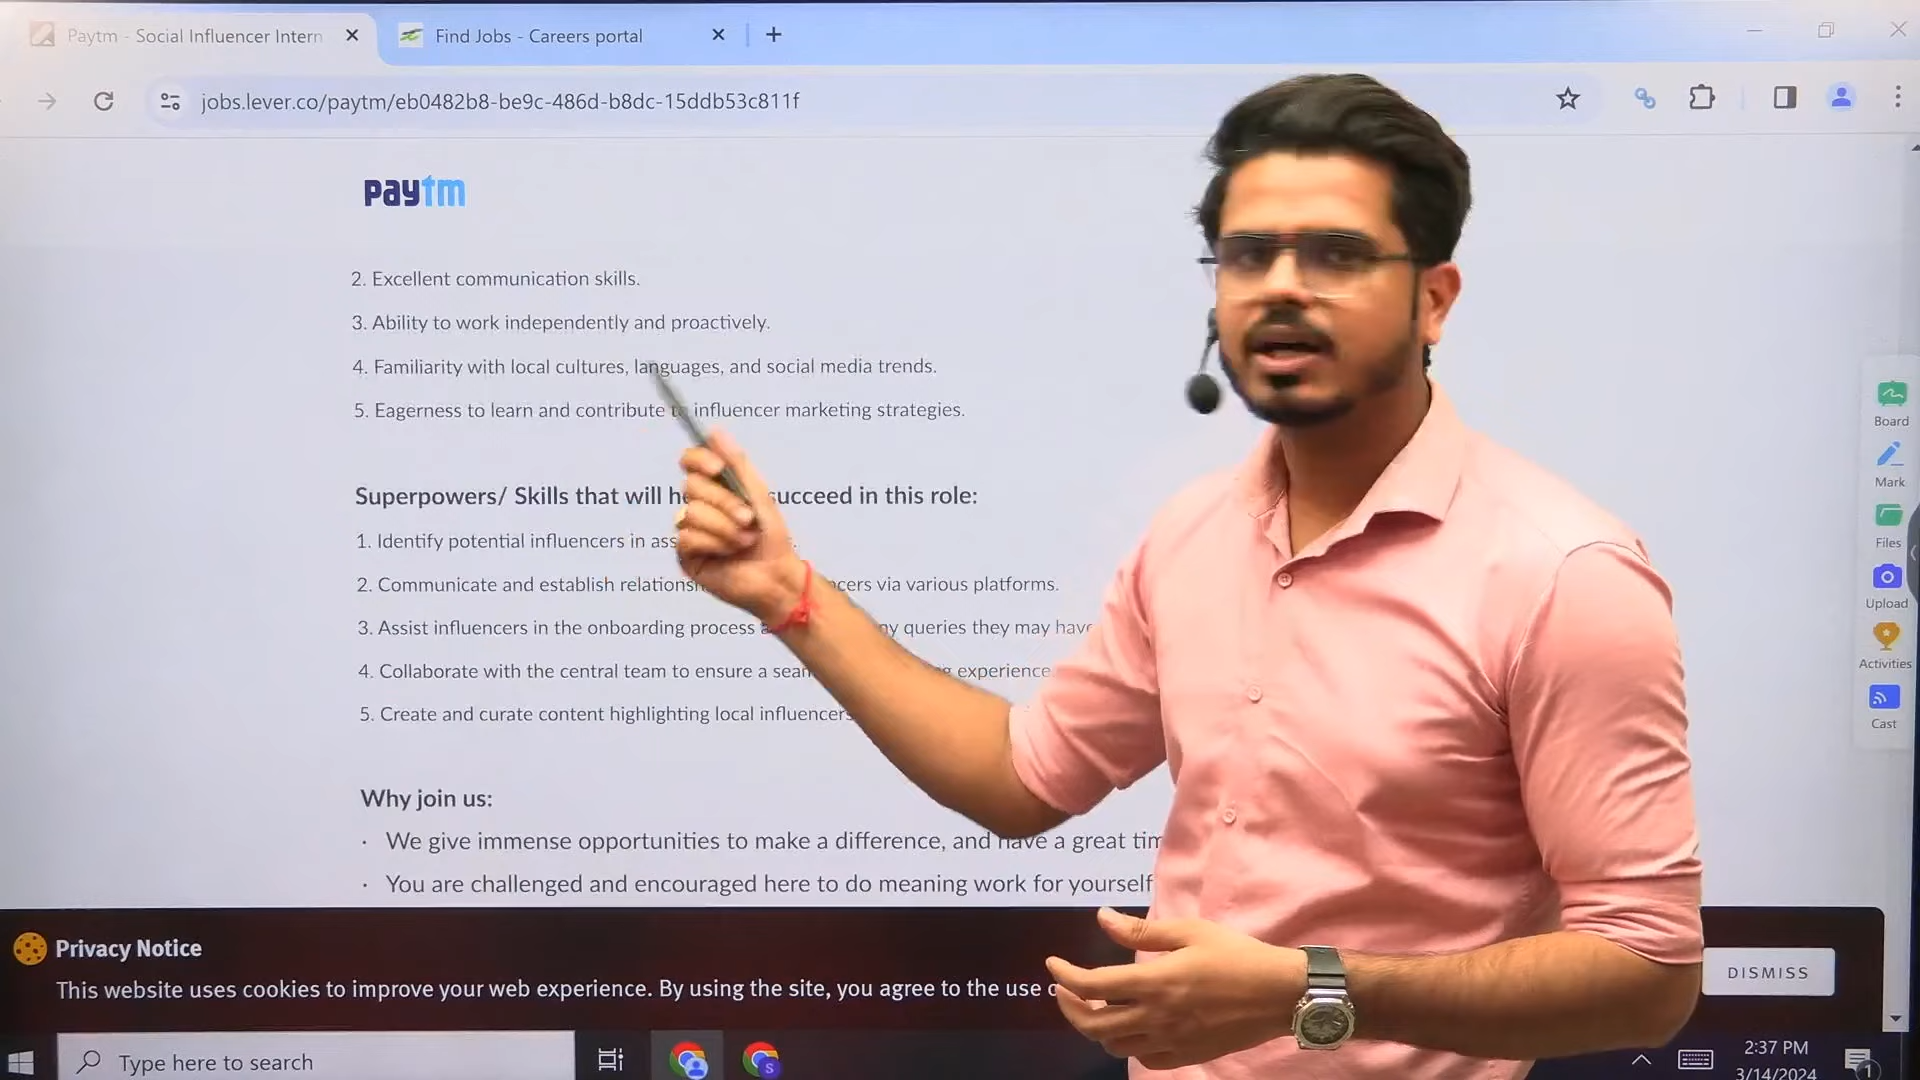 Paytm - Social Influencer Intern
Find Jobs - Careers portal
jobs.lever.co/paytm/eb0482b8-be9c-486d-b8dc-15ddb53c811f
paytm
2. Excellent communication skills.
3. Ability to work independently and proactively.
4. Familiarity with local cultures, languages, and social media trends.
5. Eagerness to learn and contribute influencer marketing strategies.
Superpowers/ Skills that will succeed in this role:
1. Identify potential influencers in
2. Communicate and establish via various platforms.
3. Assist influencers in the onboarding process queries they may have
4. Collaborate with the central team to ensure a experience.
5. Create and curate content highlighting local influencers
Why join us:
· We give immense opportunities to make a difference, and have a great
· You are challenged and encouraged here to do meaning work for yourself
Privacy Notice
This website uses cookies to improve your web experience. By using the site, you agree to the use
DISMISS
Board
Mark
Files
Upload
Activities
Cast
Type here to search
S
2:37 PM
3/14/2024
1